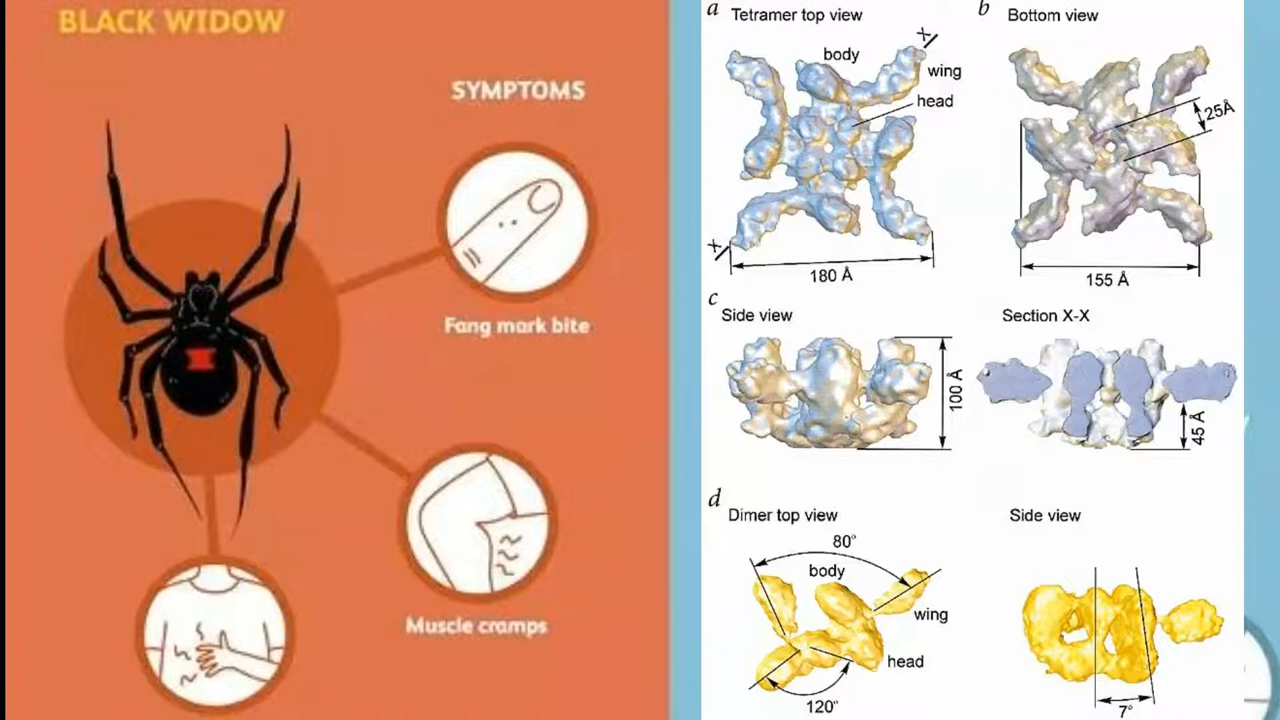 BLACK WIDOW
SYMPTOMS
Fang mark bite
Muscle cramps
a
Tetramer top view
body
X
wing
head
X
180 Å
b
Bottom view
25Å
155 Å
c
Side view
100 Å
Section X-X
45 Å
d
Dimer top view
80°
body
wing
head
120°
Side view
7°